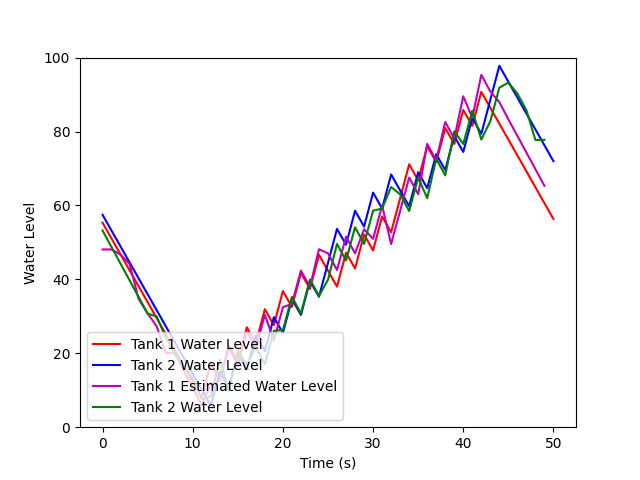 100
80
60
40
20
0
Water Level
Tank 1 Water Level
Tank 2 Water Level
Tank 1 Estimated Water Level
Tank 2 Water Level
0 10 20 30 40 50
Time (s)